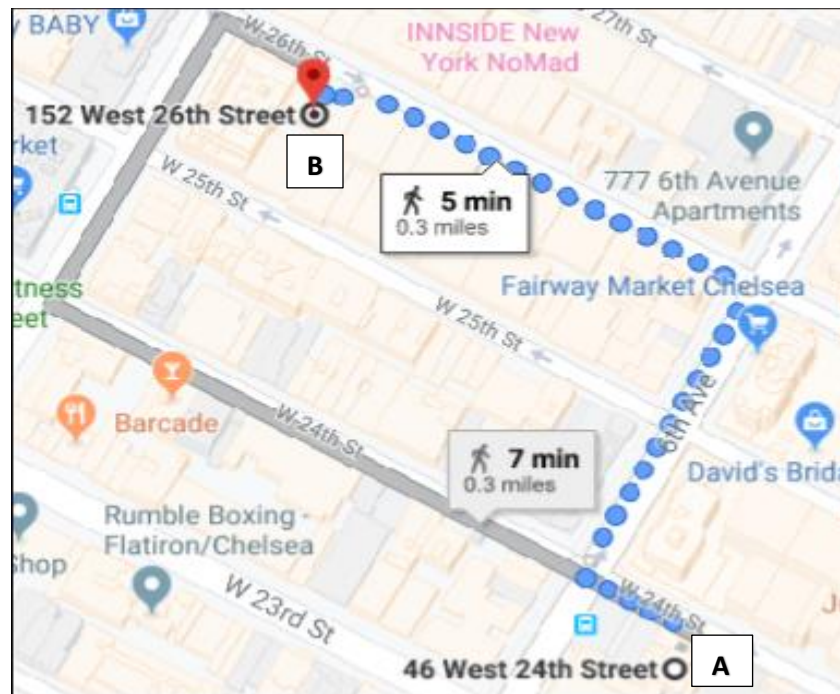 BABY
W 26th St
INNSIDE New
York NoMad
W 27th St
152 West 26th Street
B
rket
W 25th St
5 min
0.3 miles
777 6th Avenue
Apartments
tness
eet
Fairway Market Chelsea
W 25th St
6th Ave
Barcade
W 24th St
7 min
0.3 miles
David's Brida
Rumble Boxing -
Flatiron/Chelsea
Shop
W 23rd St
W 24th St
J
46 West 24th Street
A